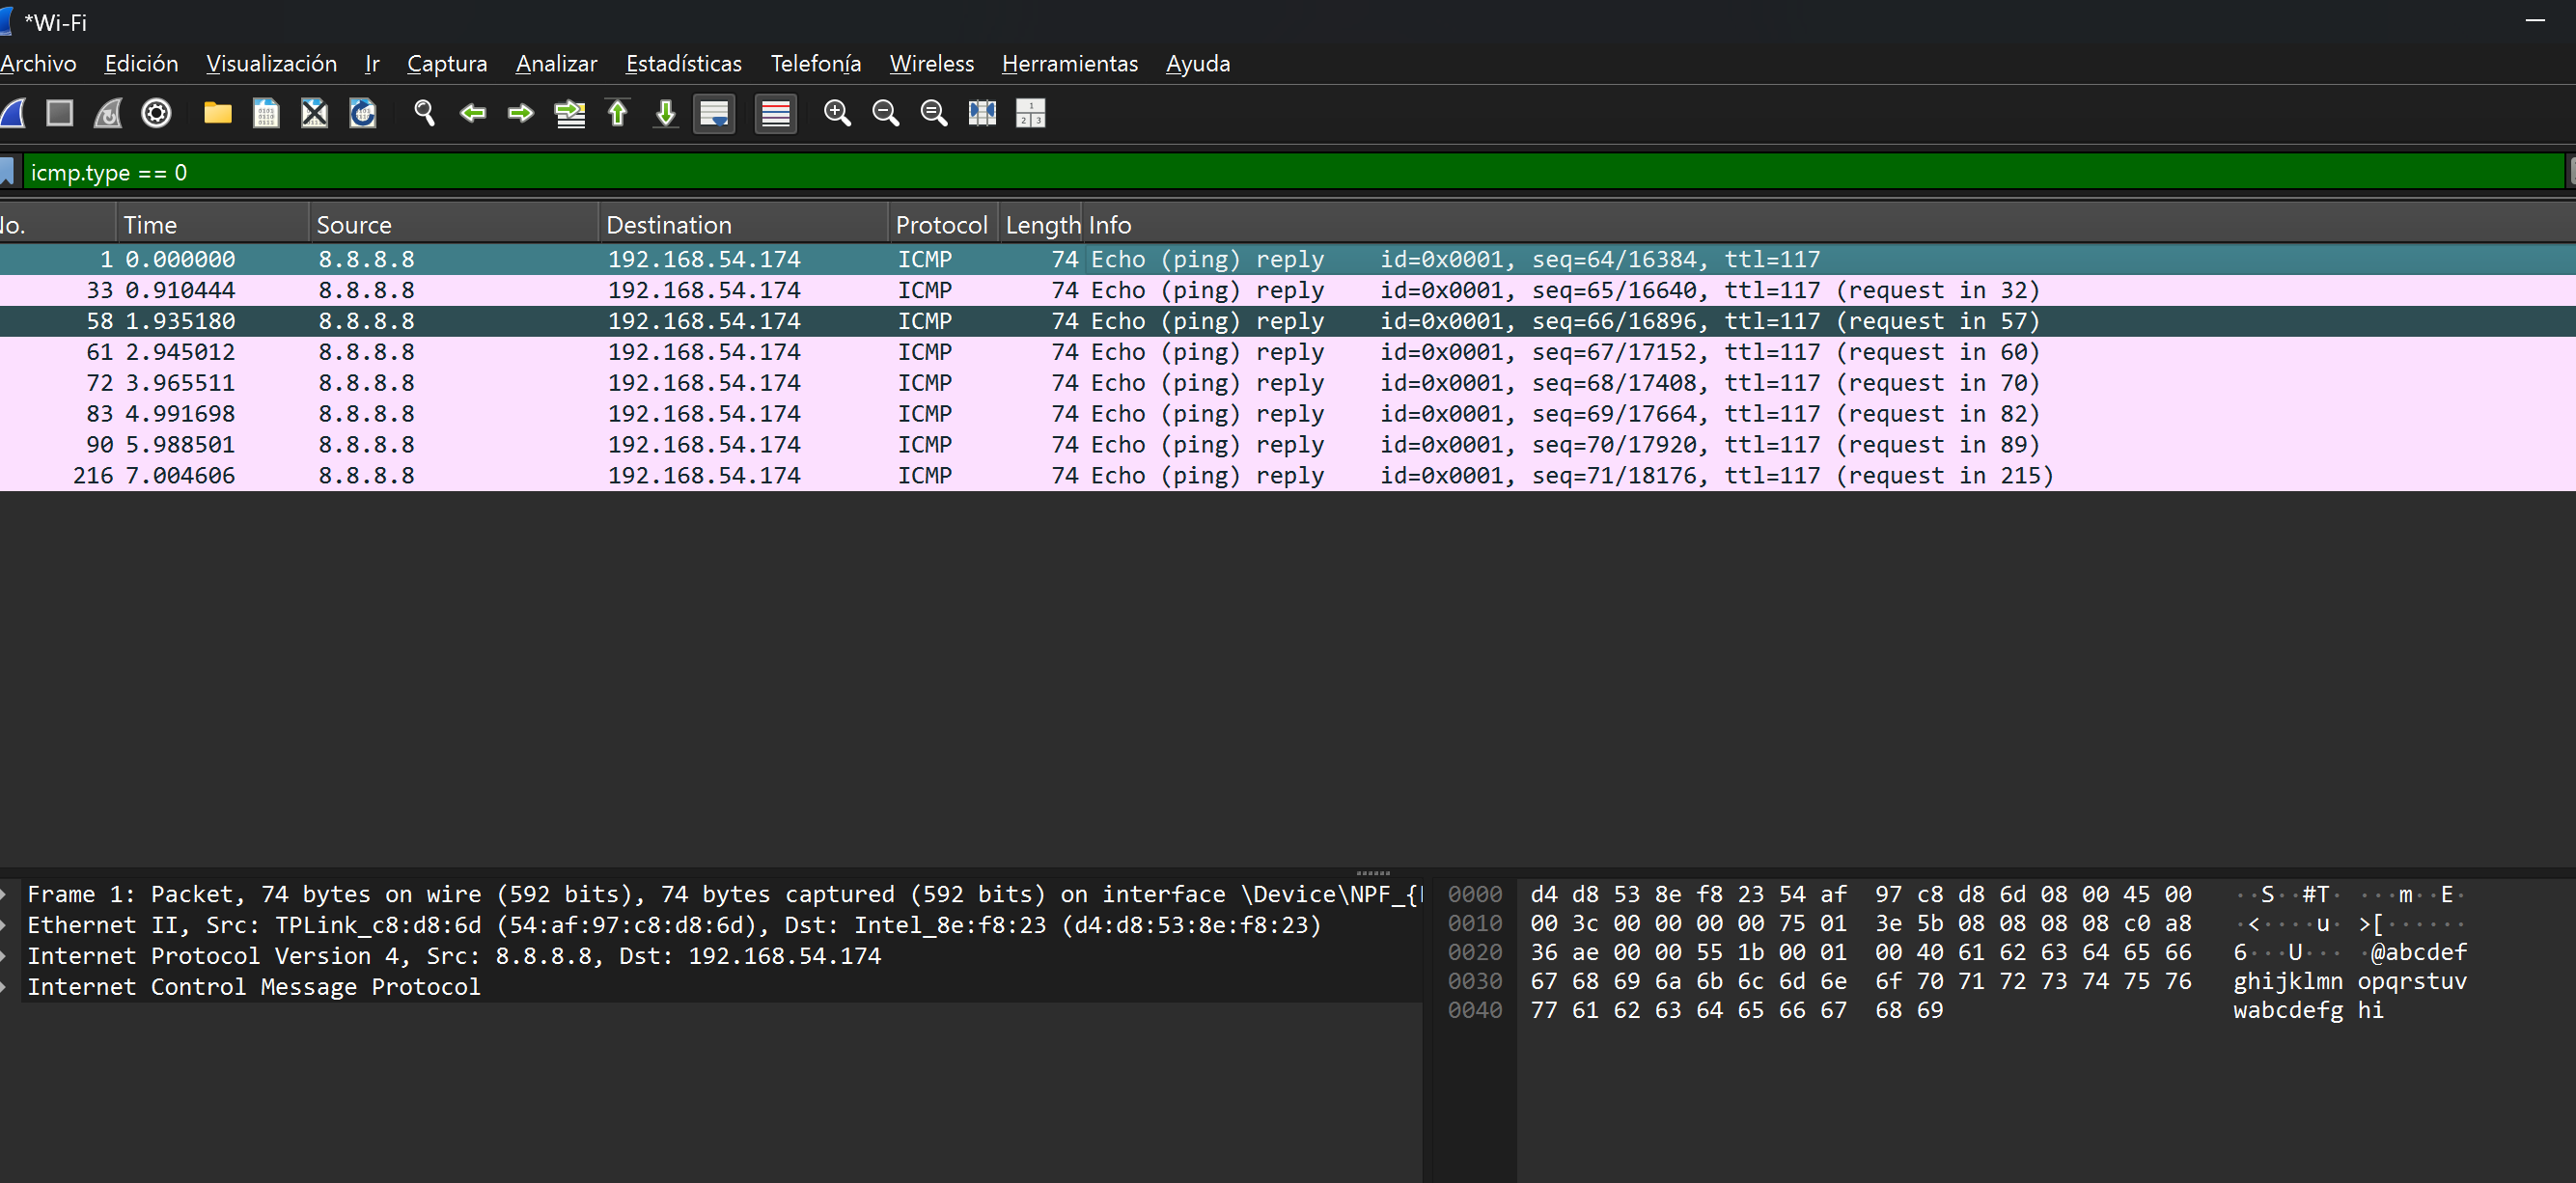 *Wi-Fi
Archivo Edición Visualización Ir Captura Analizar Estadísticas Telefonía Wireless Herramientas Ayuda
icmp.type == 0
No. Time Source Destination Protocol Length Info
1 0.000000 8.8.8.8 192.168.54.174 ICMP 74 Echo (ping) reply id=0x0001, seq=64/16384, ttl=117
33 0.910444 8.8.8.8 192.168.54.174 ICMP 74 Echo (ping) reply id=0x0001, seq=65/16640, ttl=117 (request in 32)
58 1.935180 8.8.8.8 192.168.54.174 ICMP 74 Echo (ping) reply id=0x0001, seq=66/16896, ttl=117 (request in 57)
61 2.945012 8.8.8.8 192.168.54.174 ICMP 74 Echo (ping) reply id=0x0001, seq=67/17152, ttl=117 (request in 60)
72 3.965511 8.8.8.8 192.168.54.174 ICMP 74 Echo (ping) reply id=0x0001, seq=68/17408, ttl=117 (request in 70)
83 4.991698 8.8.8.8 192.168.54.174 ICMP 74 Echo (ping) reply id=0x0001, seq=69/17664, ttl=117 (request in 82)
90 5.988501 8.8.8.8 192.168.54.174 ICMP 74 Echo (ping) reply id=0x0001, seq=70/17920, ttl=117 (request in 89)
216 7.004606 8.8.8.8 192.168.54.174 ICMP 74 Echo (ping) reply id=0x0001, seq=71/18176, ttl=117 (request in 215)
Frame 1: Packet, 74 bytes on wire (592 bits), 74 bytes captured (592 bits) on interface \Device\NPF_{
Ethernet II, Src: TPLink_c8:d8:6d (54:af:97:c8:d8:6d), Dst: Intel_8e:f8:23 (d4:d8:53:8e:f8:23)
Internet Protocol Version 4, Src: 8.8.8.8, Dst: 192.168.54.174
Internet Control Message Protocol
0000 d4 d8 53 8e f8 23 54 af 97 c8 d8 6d 08 00 45 00 ··S··#T· ···m··E·
0010 00 3c 00 00 00 00 75 01 3e 5b 08 08 08 08 c0 a8 ·<····u· >[······
0020 36 ae 00 00 55 1b 00 01 00 40 61 62 63 64 65 66 6···U··· ·@abcdef
0030 67 68 69 6a 6b 6c 6d 6e 6f 70 71 72 73 74 75 76 ghijklmn opqrstuv
0040 77 61 62 63 64 65 66 67 68 69 wabcdefg hi